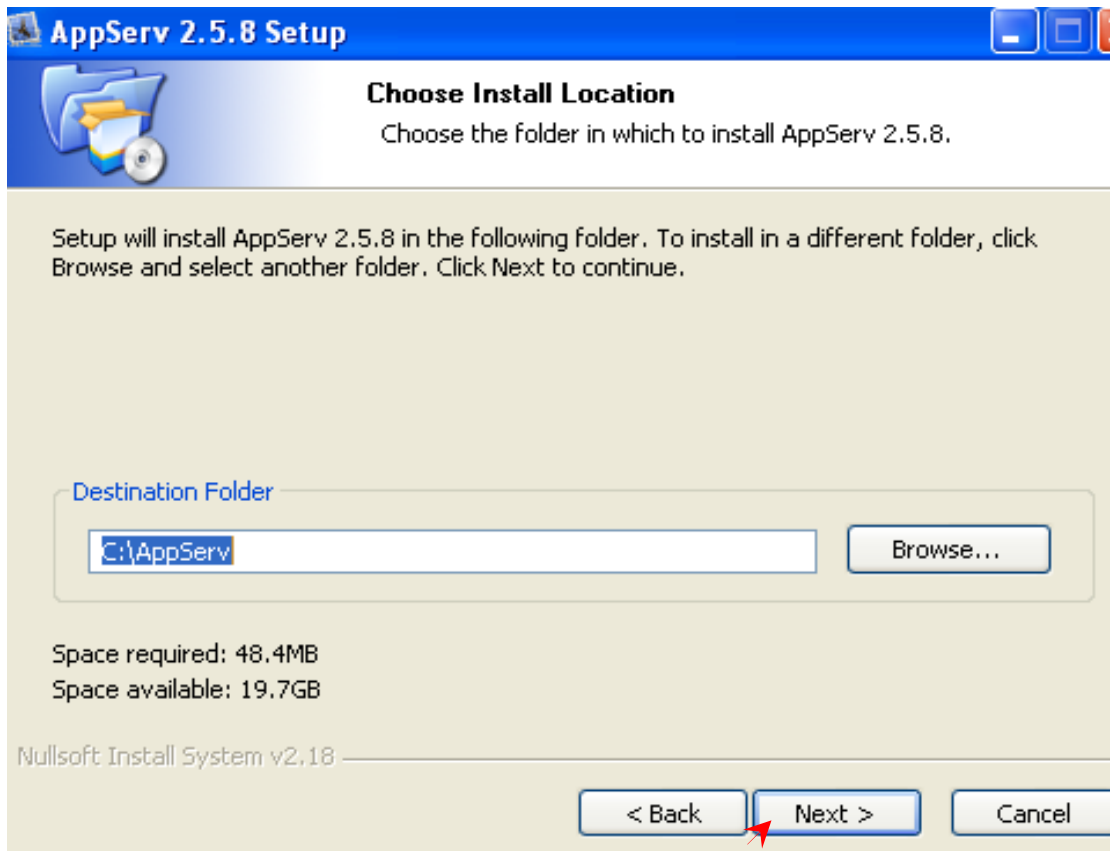 AppServ 2.5.8 Setup
Choose Install Location
Choose the folder in which to install AppServ 2.5.8.
Setup will install AppServ 2.5.8 in the following folder. To install in a different folder, click
Browse and select another folder. Click Next to continue.
Destination Folder
C:\AppServ
Browse...
Space required: 48.4MB
Space available: 19.7GB
Nullsoft Install System v2.18
< Back
Next >
Cancel